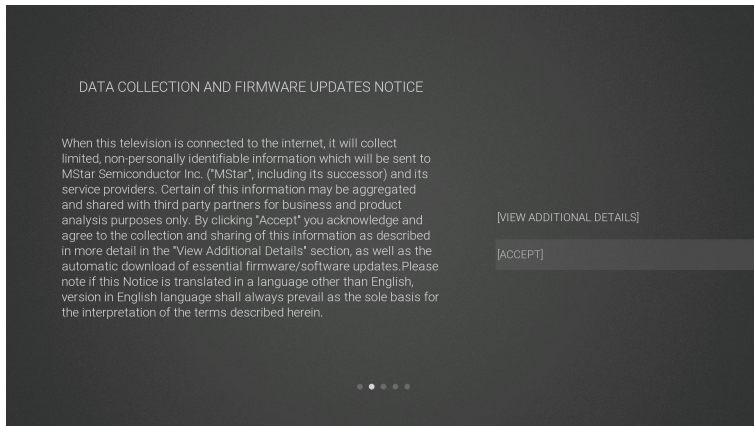 DATA COLLECTION AND FIRMWARE UPDATES NOTICE
When this television is connected to the internet, it will collect
limited, non-personally identifiable information which will be sent to
MStar Semiconductor Inc. ("MStar", including its successor) and its
service providers. Certain of this information may be aggregated
and shared with third party partners for business and product
analysis purposes only. By clicking "Accept" you acknowledge and
agree to the collection and sharing of this information as described
in more detail in the "View Additional Details" section, as well as the
automatic download of essential firmware/software updates.Please
note if this Notice is translated in a language other than English,
version in English language shall always prevail as the sole basis for
the interpretation of the terms described herein.
[VIEW ADDITIONAL DETAILS]
[ACCEPT]